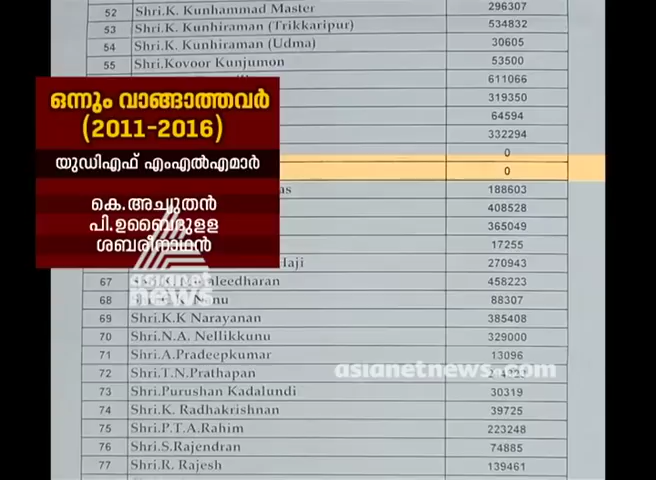 52 Shri.K. Kunhammad Master 296307
53 Shri.K. Kunhiraman (Trikkaripur) 534832
54 Shri.K. Kunhiraman (Udma) 30605
55 Shri.Kovoor Kunjumon 53500
611066
ഒന്നും വാങ്ങാത്തവർ
(2011-2016)
യുഡിഎഫ് എംഎൽഎമാർ
കെ.അച്യുതൻ
പി.ഉബൈദുള്ള
ശബരീനാഥൻ
319350
64594
332294
0
0
as 188603
408528
365049
17255
Haji 270943
67 458223
68 88307
69 Shri.K.K Narayanan 385408
70 Shri.N.A. Nellikkunu 329000
71 Shri.A.Pradeepkumar 13096
72 Shri.T.N.Prathapan
73 Shri.Purushan Kadalundi 30319
74 Shri.K. Radhakrishnan 39725
75 Shri.P.T.A.Rahim 223248
76 Shri.S.Rajendran 74885
77 Shri.R. Rajesh 139461
asianet
news
asianetnews.com